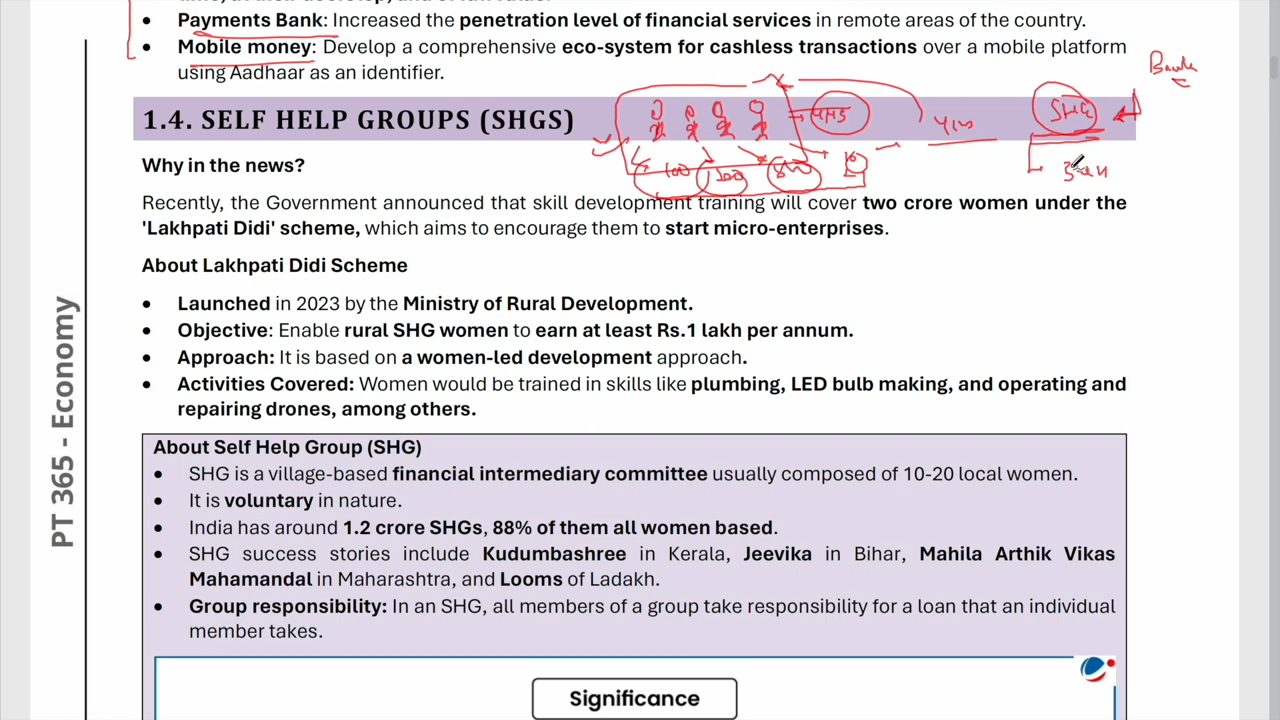 Payments Bank: Increased the penetration level of financial services in remote areas of the country.
Mobile money: Develop a comprehensive eco-system for cashless transactions over a mobile platform
using Aadhaar as an identifier.
Bank
1.4. SELF HELP GROUPS (SHGS)
SHG
Why in the news?
Recently, the Government announced that skill development training will cover two crore women under the
'Lakhpati Didi' scheme, which aims to encourage them to start micro-enterprises.
About Lakhpati Didi Scheme
• Launched in 2023 by the Ministry of Rural Development.
• Objective: Enable rural SHG women to earn at least Rs.1 lakh per annum.
• Approach: It is based on a women-led development approach.
• Activities Covered: Women would be trained in skills like plumbing, LED bulb making, and operating and
repairing drones, among others.
PT 365 - Economy
About Self Help Group (SHG)
• SHG is a village-based financial intermediary committee usually composed of 10-20 local women.
• It is voluntary in nature.
• India has around 1.2 crore SHGs, 88% of them all women based.
• SHG success stories include Kudumbashree in Kerala, Jeevika in Bihar, Mahila Arthik Vikas
Mahamandal in Maharashtra, and Looms of Ladakh.
• Group responsibility: In an SHG, all members of a group take responsibility for a loan that an individual
member takes.
Significance